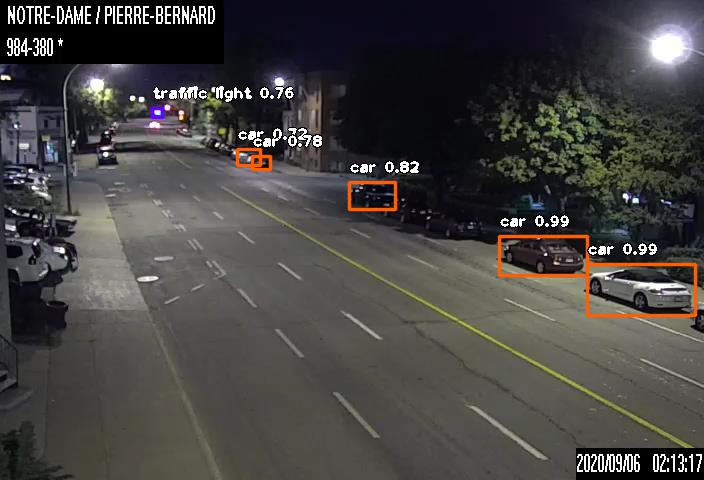 NOTRE-DAME / PIERRE-BERNARD
984-380 *
traffic light 0.76
car 0.72
car 0.78
car 0.82
car 0.99
car 0.99
2020/09/06 02:13:17